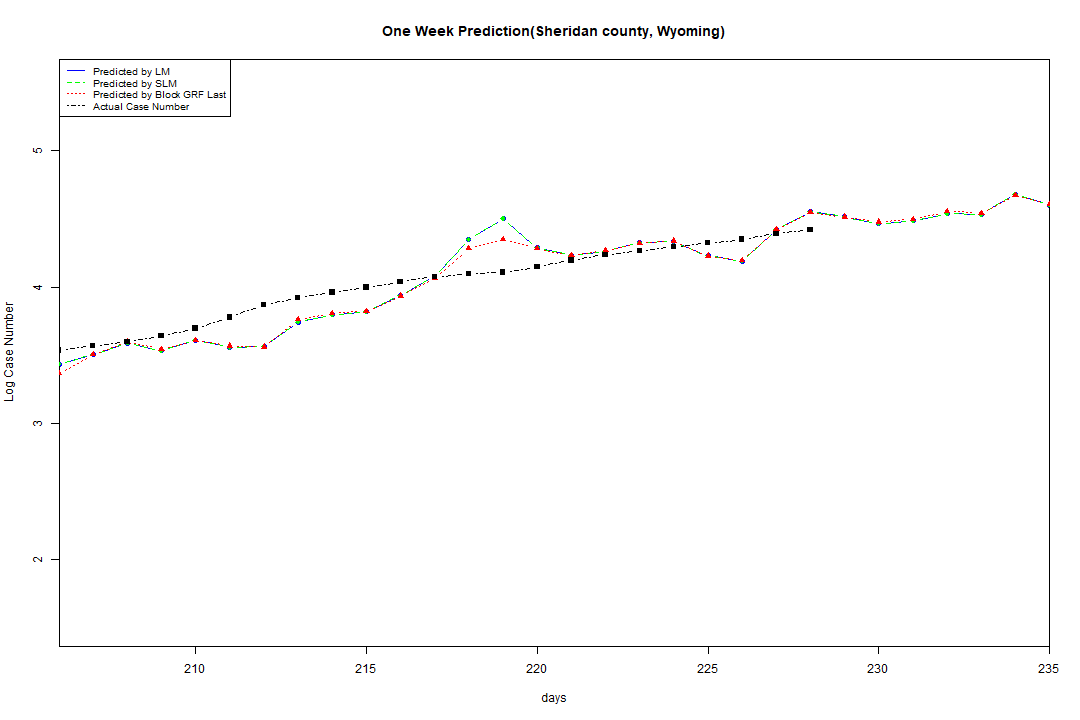 One Week Prediction(Sheridan county, Wyoming)
Predicted by LM
Predicted by SLM
Predicted by Block GRF Last
Actual Case Number
5
4
3
2
Log Case Number
210 215 220 225 230 235
days